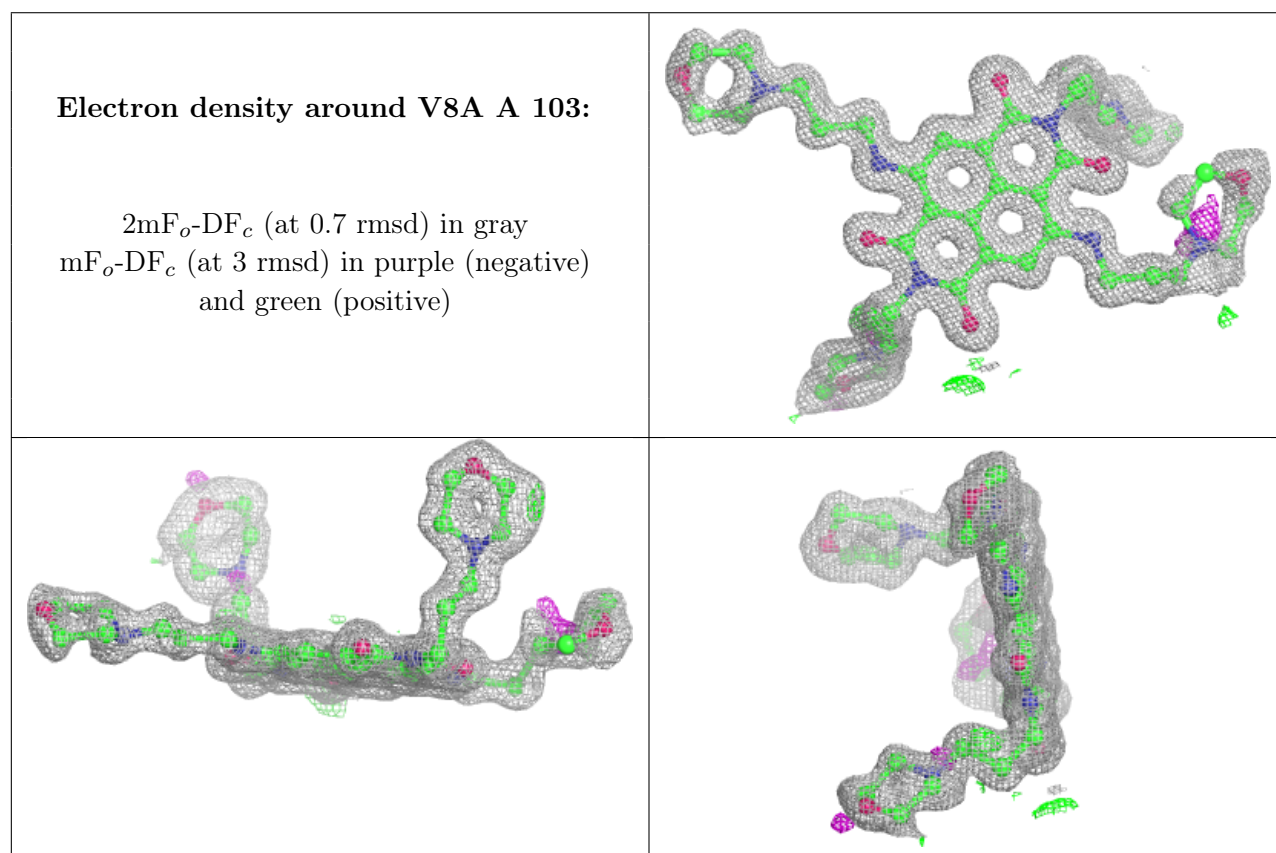 Electron density around V8A A 103:
2mFo-DFc (at 0.7 rmsd) in gray
mFo-DFc (at 3 rmsd) in purple (negative)
and green (positive)